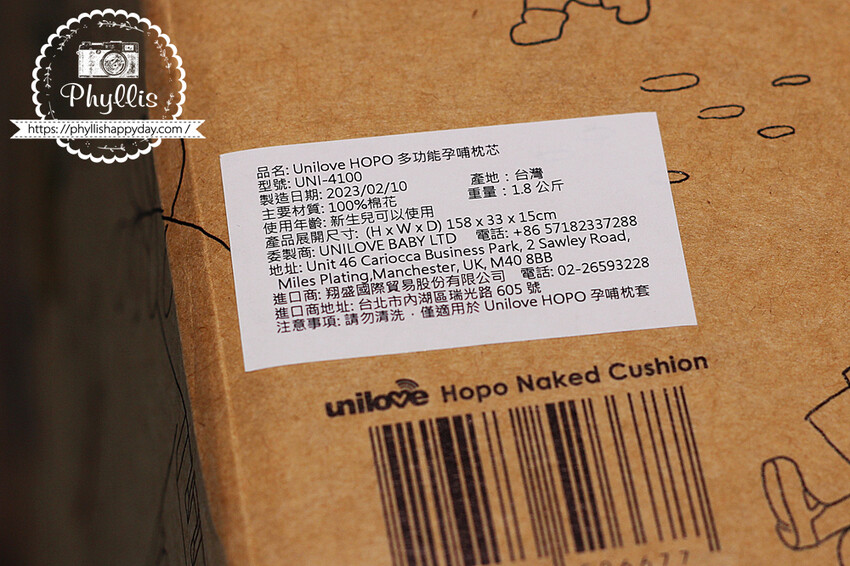 Phyllis
https://phyllishappyday.com /
品名: Unilove HOPO 多功能孕哺枕芯
型號: UNI-4100
製造日期: 2023/02/10 產地：台灣
主要材質: 100%棉花 重量：1.8 公斤
使用年齡: 新生兒可以使用
產品展開尺寸: (H x W x D) 158 x 33 x 15cm
委製商: UNILOVE BABY LTD 電話: +86 57182337288
地址: Unit 46 Cariocca Business Park, 2 Sawley Road,
Miles Plating,Manchester, UK, M40 8BB
進口商: 翔盛國際貿易股份有限公司 電話: 02-26593228
進口商地址: 台北市內湖區瑞光路 605 號
注意事項: 請勿清洗，僅適用於 Unilove HOPO 孕哺枕套
unilove Hopo Naked Cushion